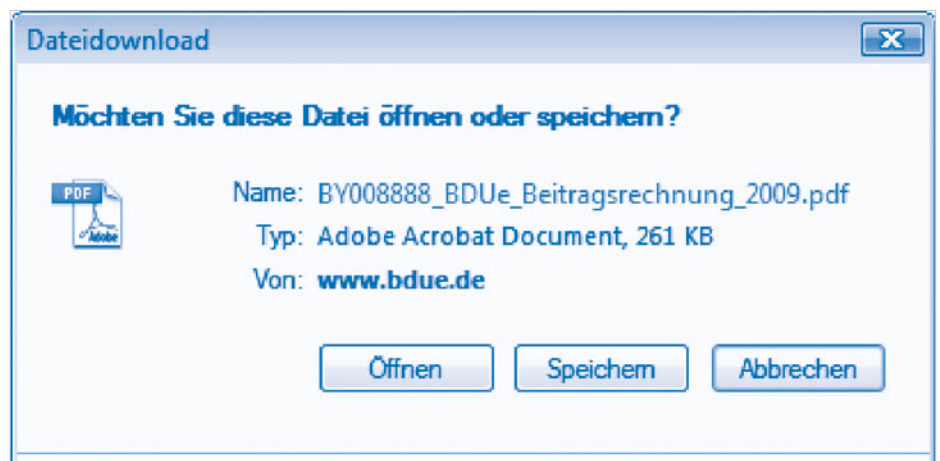 Dateidownload
Möchten Sie diese Datei öffnen oder speichern?
PDF
Adobe
Name: BY008888_BDUe_Beitragsrechnung_2009.pdf
Typ: Adobe Acrobat Document, 261 KB
Von: www.bdue.de
Öffnen Speichern Abbrechen